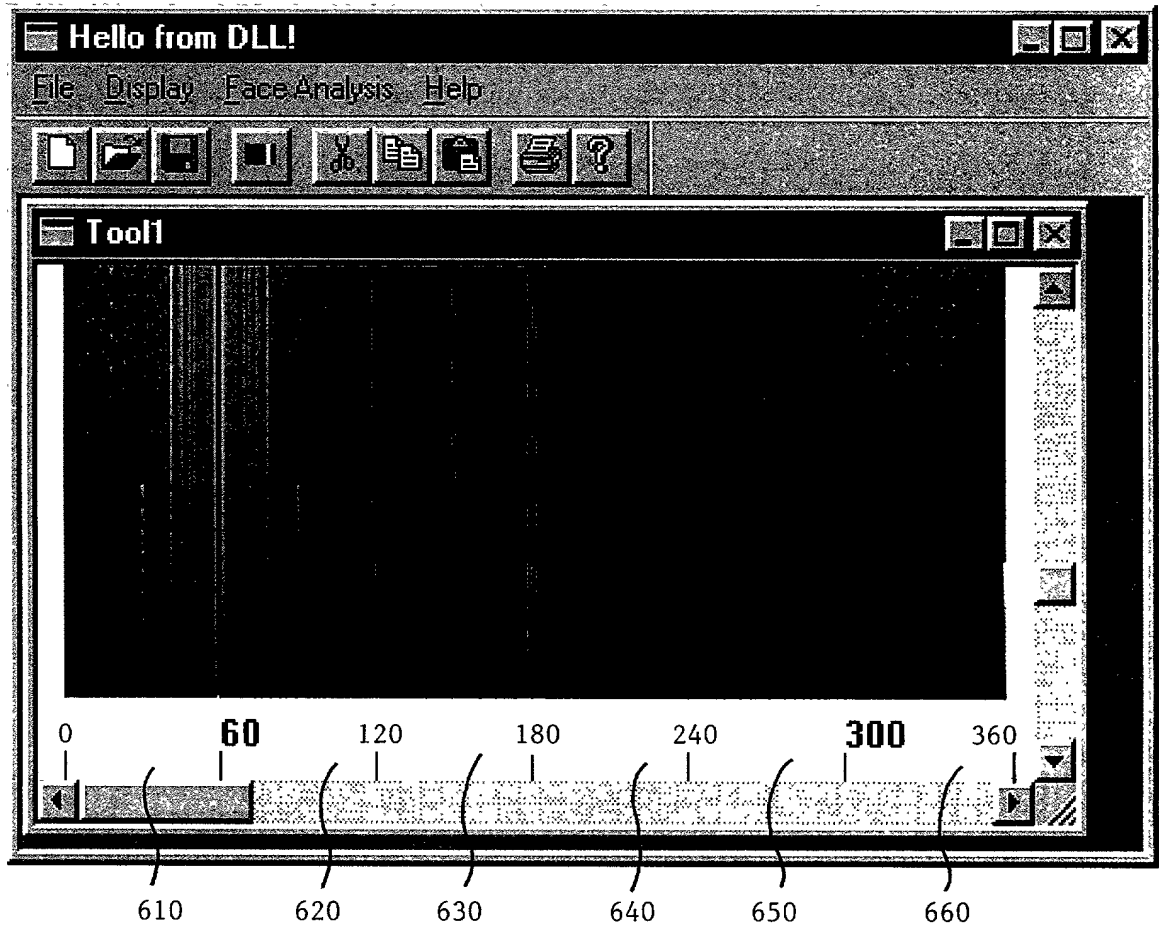 Hello from DLL!
File Display Face Analysis Help
Tool1
0 60 120 180 240 300 360
610 620 630 640 650 660